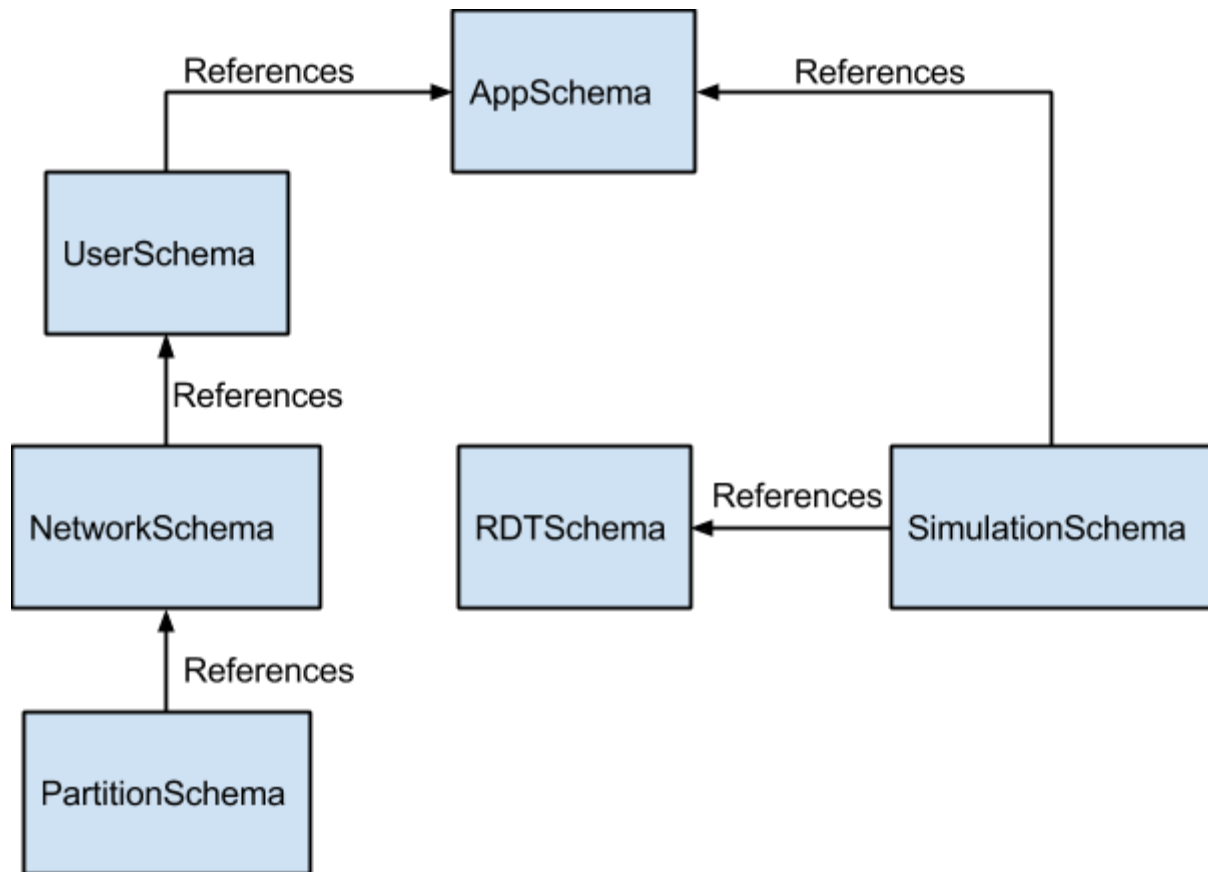 References
AppSchema
References
UserSchema
References
NetworkSchema
RDTSchema
References
SimulationSchema
References
PartitionSchema